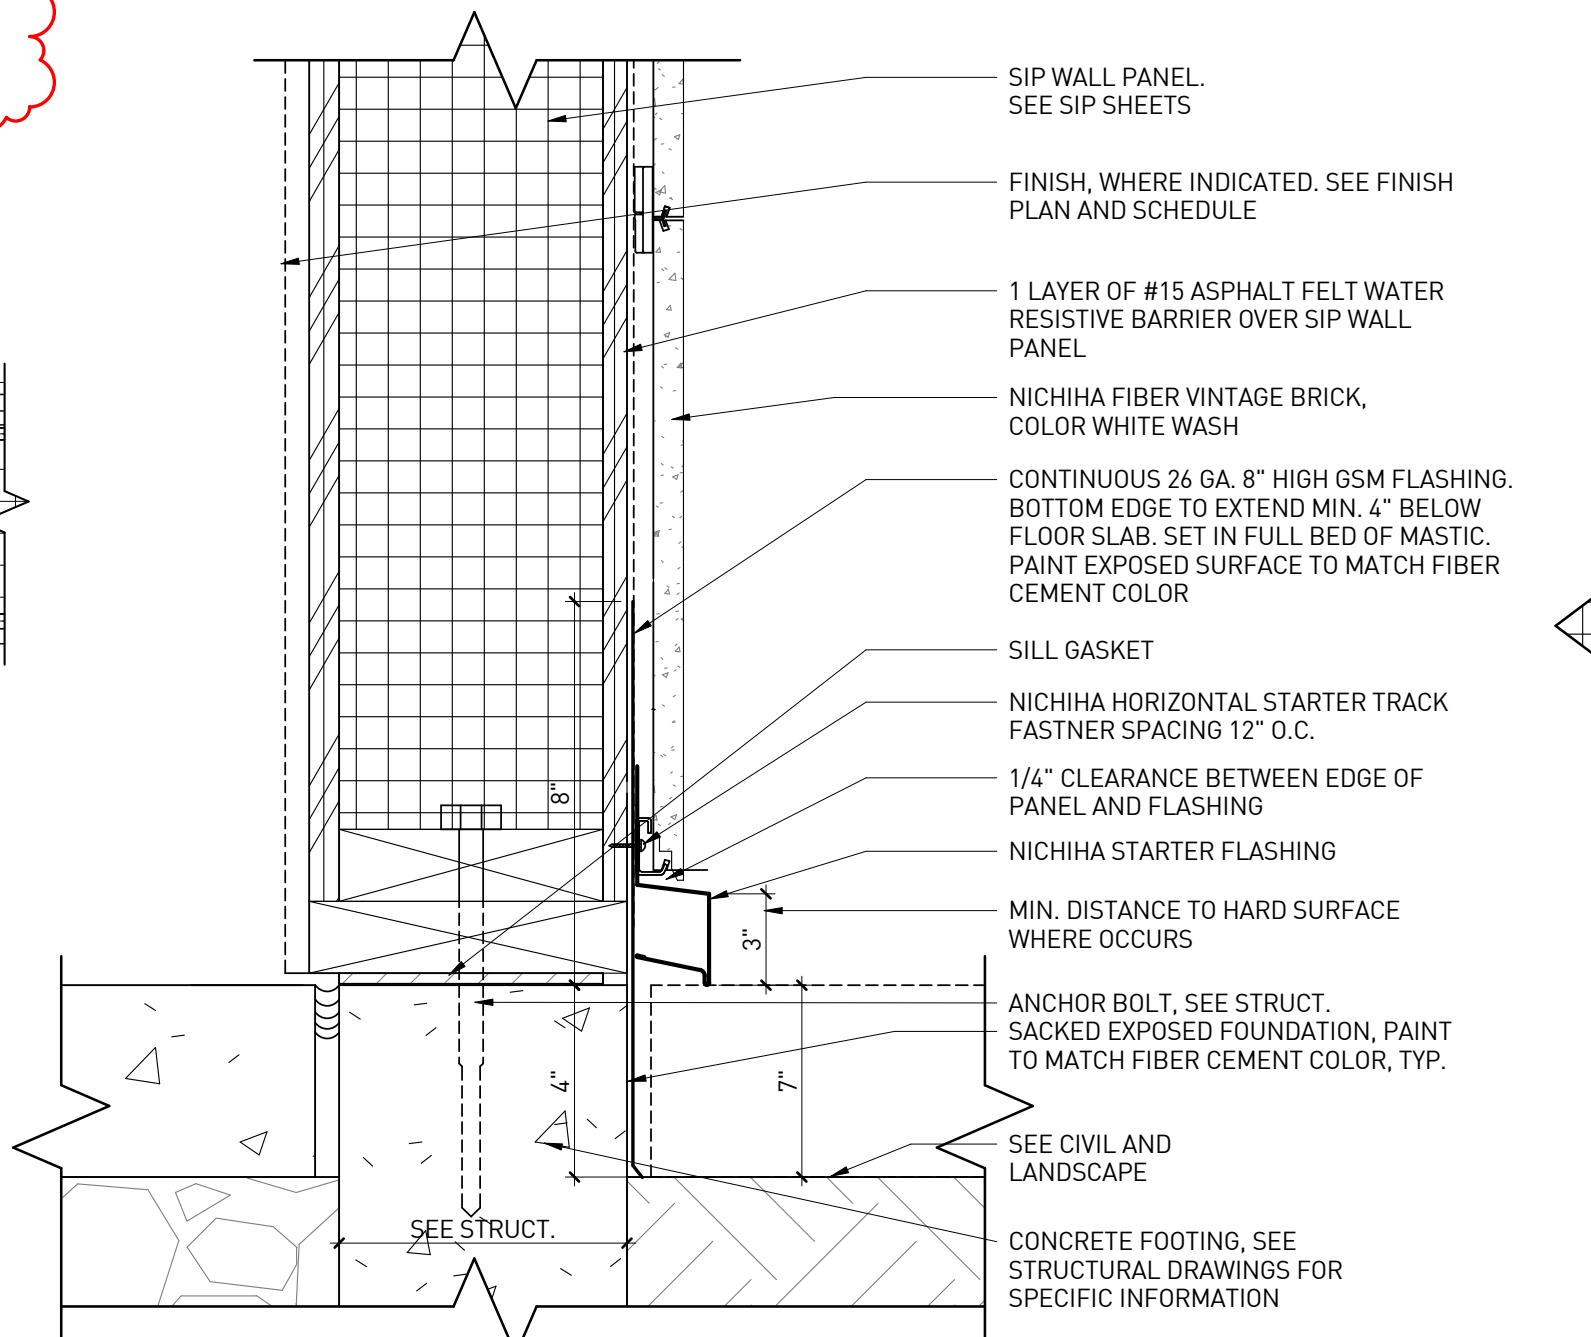 SIP WALL PANEL.
SEE SIP SHEETS
FINISH, WHERE INDICATED. SEE FINISH
PLAN AND SCHEDULE
1 LAYER OF #15 ASPHALT FELT WATER
RESISTIVE BARRIER OVER SIP WALL
PANEL
NICHIHA FIBER VINTAGE BRICK,
COLOR WHITE WASH
CONTINUOUS 26 GA. 8" HIGH GSM FLASHING.
BOTTOM EDGE TO EXTEND MIN. 4" BELOW
FLOOR SLAB. SET IN FULL BED OF MASTIC.
PAINT EXPOSED SURFACE TO MATCH FIBER
CEMENT COLOR
SILL GASKET
NICHIHA HORIZONTAL STARTER TRACK
FASTNER SPACING 12" O.C.
1/4" CLEARANCE BETWEEN EDGE OF
PANEL AND FLASHING
NICHIHA STARTER FLASHING
MIN. DISTANCE TO HARD SURFACE
WHERE OCCURS
ANCHOR BOLT, SEE STRUCT.
SACKED EXPOSED FOUNDATION, PAINT
TO MATCH FIBER CEMENT COLOR, TYP.
SEE CIVIL AND
LANDSCAPE
CONCRETE FOOTING, SEE
STRUCTURAL DRAWINGS FOR
SPECIFIC INFORMATION
8"
3"
4"
7"
SEE STRUCT.